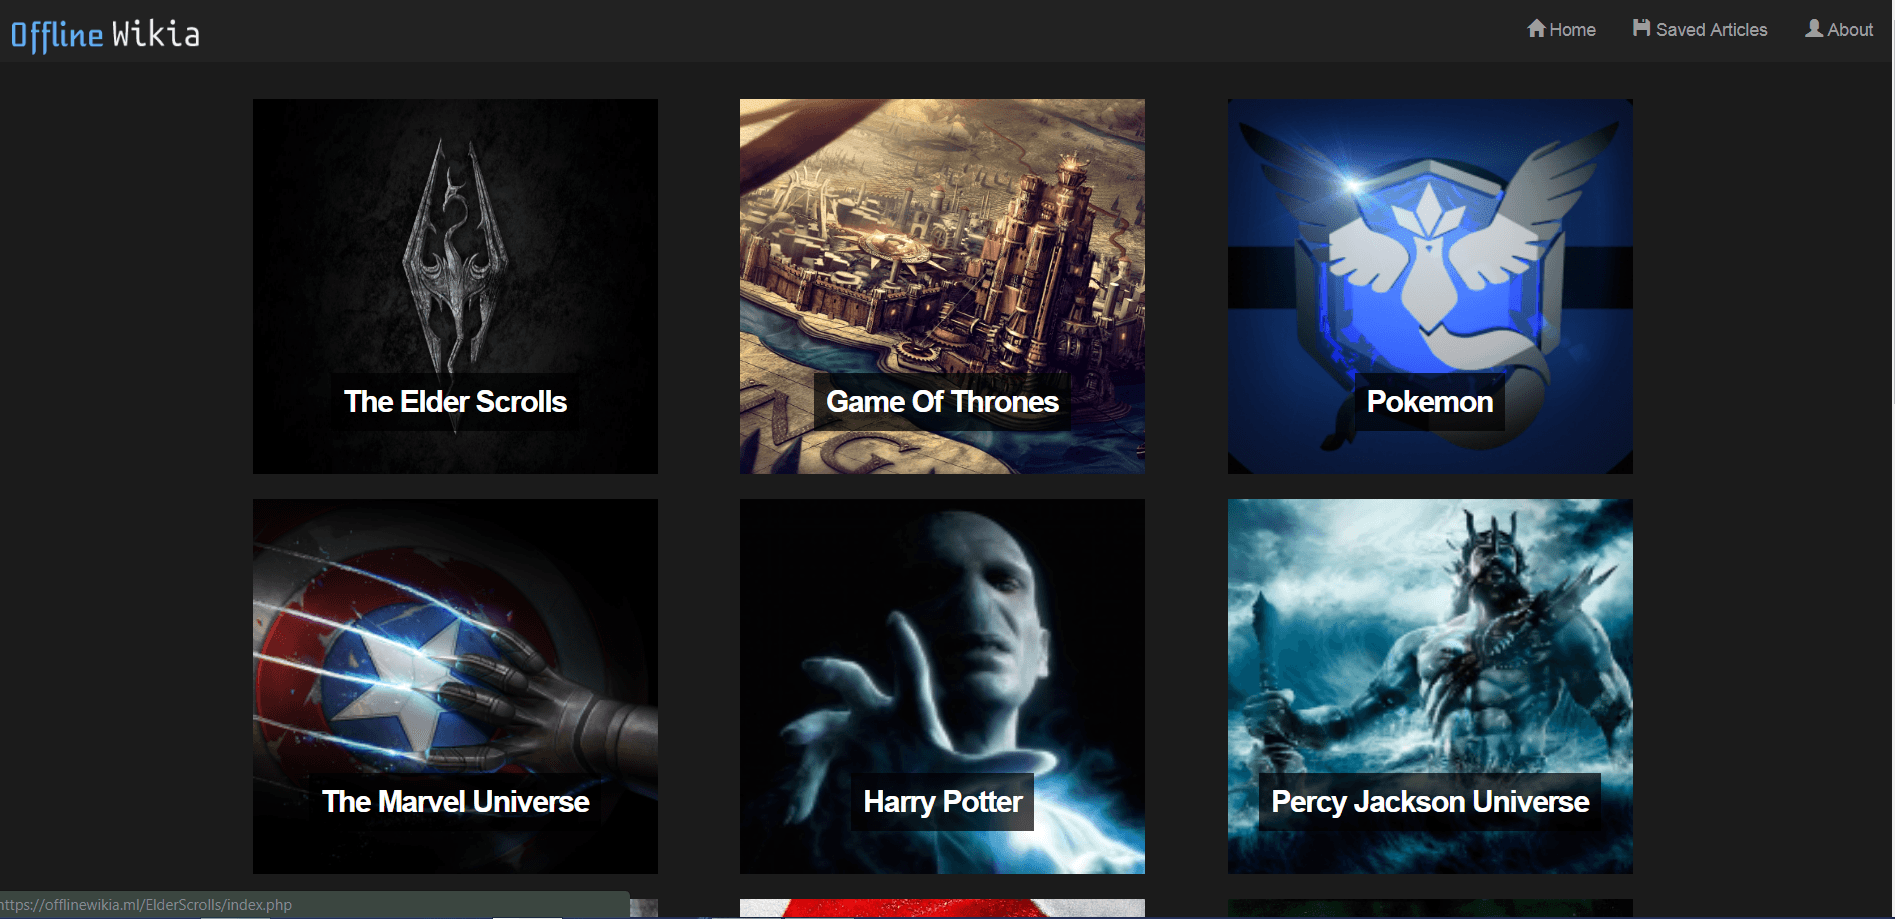 Offline Wikia
Home
Saved Articles
About
The Elder Scrolls
Game Of Thrones
Pokemon
The Marvel Universe
Harry Potter
Percy Jackson Universe
https://offlinewikia.ml/ElderScrolls/index.php